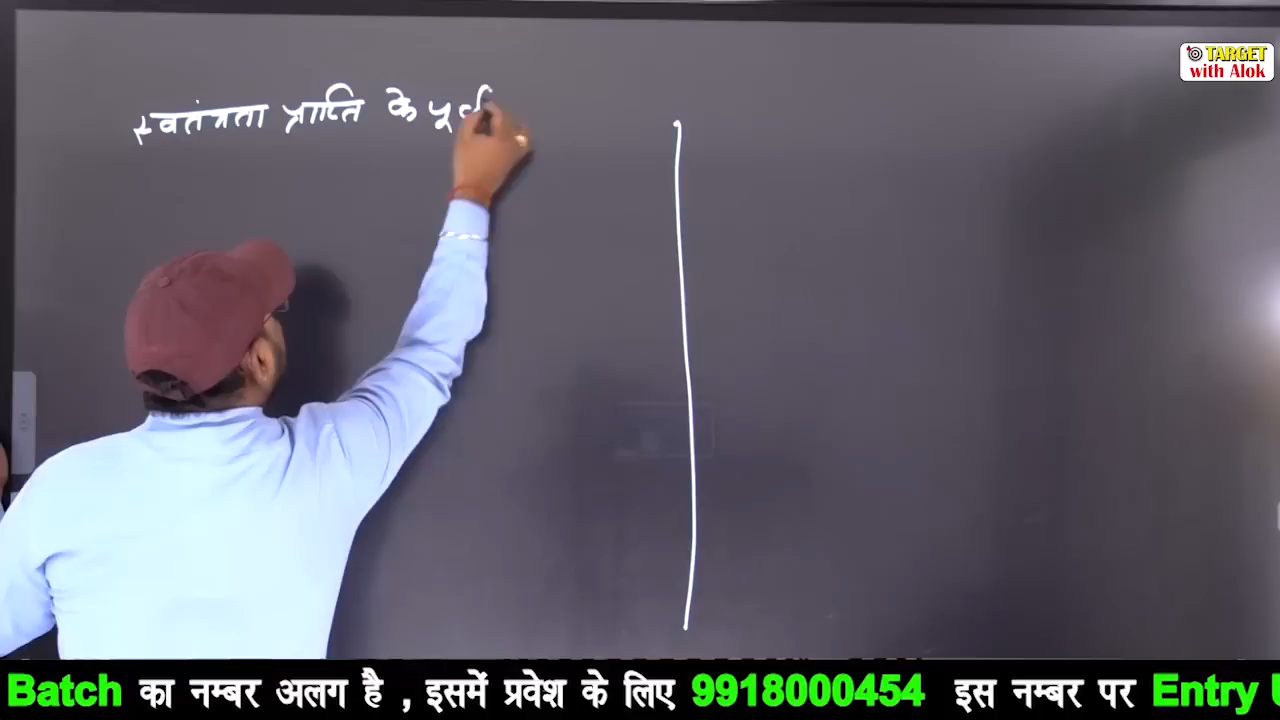 TARGET
with Alok
स्वतंत्रता प्राप्ति के पूर्व
Batch का नम्बर अलग है , इसमें प्रवेश के लिए 9918000454 इस नम्बर पर Entry